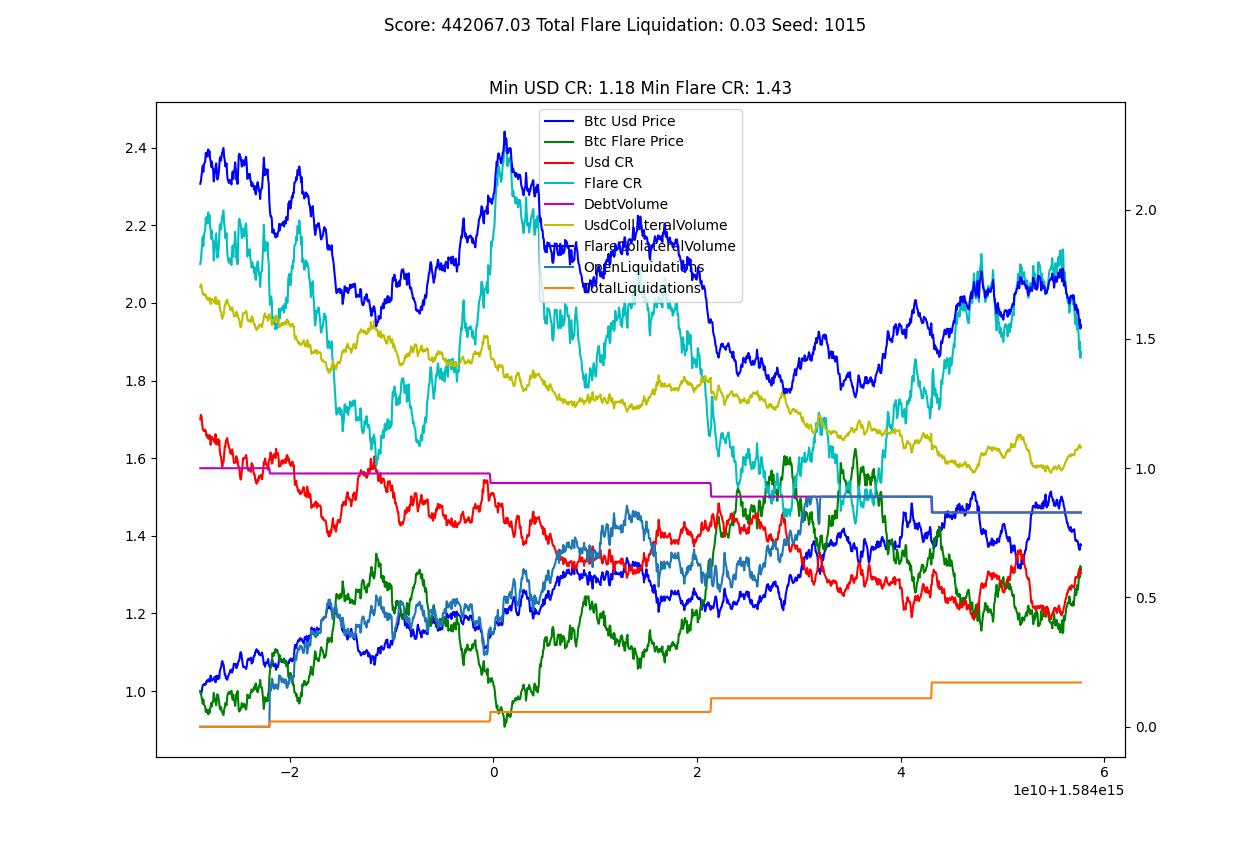 Score: 442067.03 Total Flare Liquidation: 0.03 Seed: 1015
Min USD CR: 1.18 Min Flare CR: 1.43
Btc Usd Price
Btc Flare Price
Usd CR
Flare CR
DebtVolume
UsdCollateralVolume
FlareCollateralVolume
OpenLiquidations
TotalLiquidations
2.4
2.2
2.0
1.8
1.6
1.4
1.2
1.0
2.0
1.5
1.0
0.5
0.0
−2
0
2
4
6
1e10+1.584e15